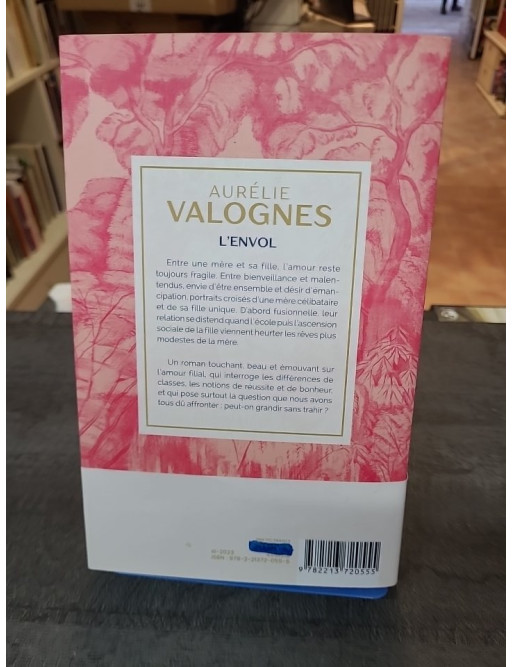 AURÉLIE
VALOGNES
L'ENVOL
Entre une mère et sa fille, l'amour reste
toujours fragile. Entre bienveillance et malen-
tendus, envie d'être ensemble et désir d'éman-
cipation, portraits croisés d'une mère célibataire
et de sa fille unique. D'abord fusionnelle, leur
relation se distend quand l'école puis l'ascension
sociale de la fille viennent heurter les rêves plus
modestes de la mère.
Un roman touchant, beau et émouvant sur
l'amour filial, qui interroge les différences de
classes, les notions de réussite et de bonheur,
et qui pose surtout la question que nous avons
tous dû affronter : peut-on grandir sans trahir ?
9 782213 720555